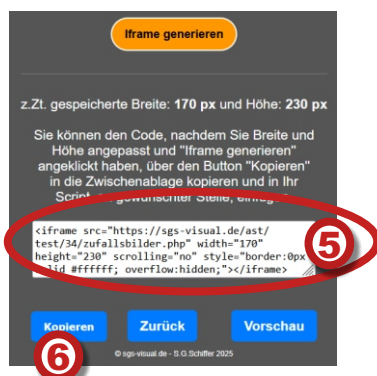 Iframe generieren
z.Zt. gespeicherte Breite: 170 px und Höhe: 230 px
Sie können den Code, nachdem Sie Breite und
Höhe angepasst und "Iframe generieren"
angeklickt haben, über den Button "Kopieren"
in die Zwischenablage kopieren und in Ihr
Script an gewünschter Stelle, einfügen
<iframe src="https://sgs-visual.de/ast/
test/34/zufallsbilder.php" width="170"
height="230" scrolling="no" style="border:0px
solid #ffffff; overflow:hidden;"></iframe>
5
Kopieren Zurück Vorschau
6
© sgs-visual.de - S.G.Schiffer 2025